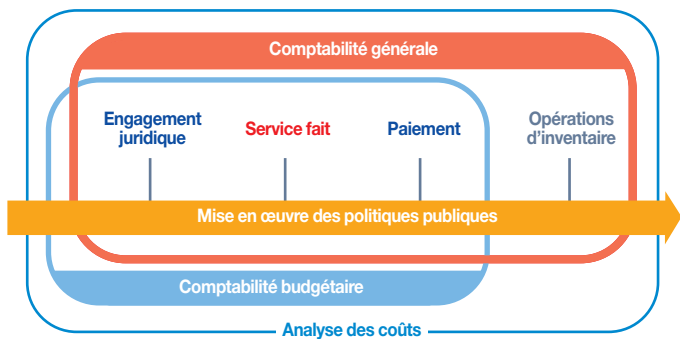 Comptabilité générale
Engagement
juridique
Service fait
Paiement
Opérations
d'inventaire
Mise en œuvre des politiques publiques
Comptabilité budgétaire
Analyse des coûts